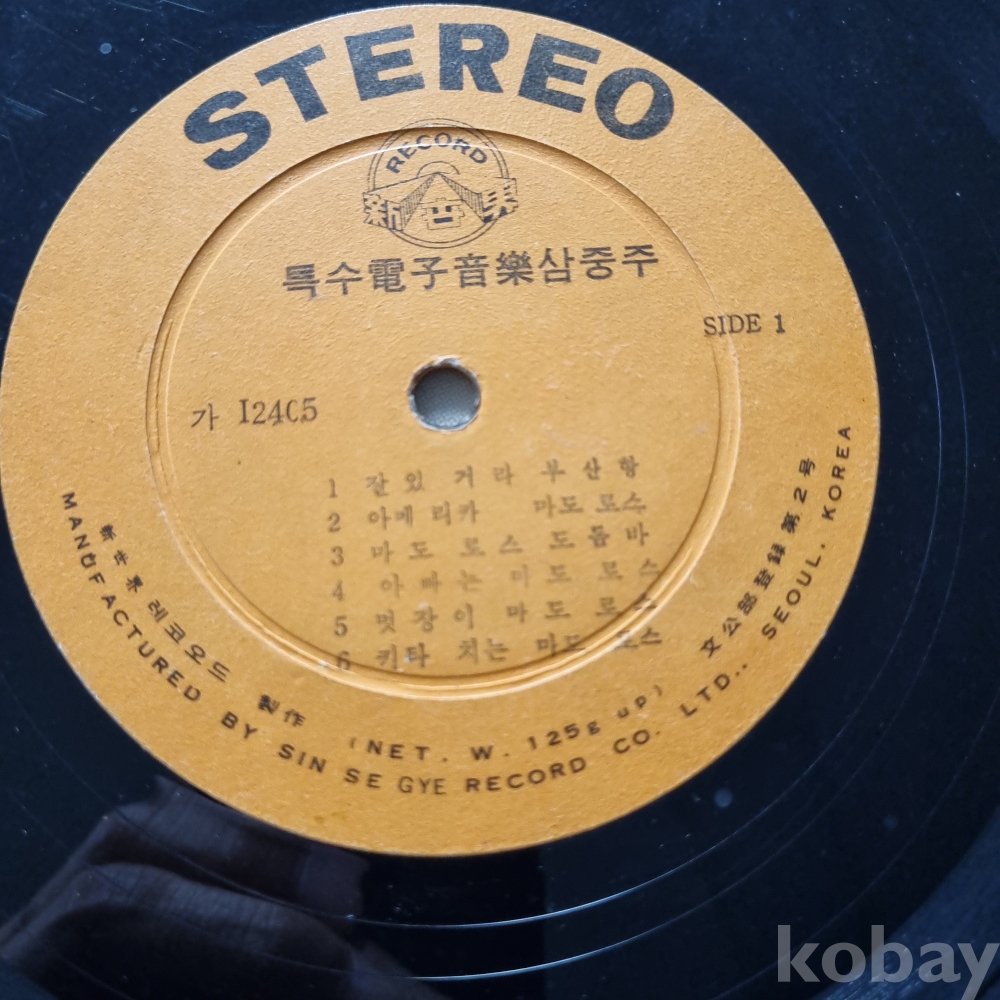 STEREO
RECORD
新世界
특수電子音樂삼중주
SIDE 1
가 12405
1 잘있거라 부산항
2 아메리카 마도로스
3 마도로스 도돔바
4 아빠는 마도로스
5 멋장이 마도로스
6 키타 치는 마도로스
新世界레코오드 製作 (NET. W. 125g up) 文公部登録第2号
MANUFACTURED BY SIN SE GYE RECORD CO. LTD., SEOUL, KOREA
kobay